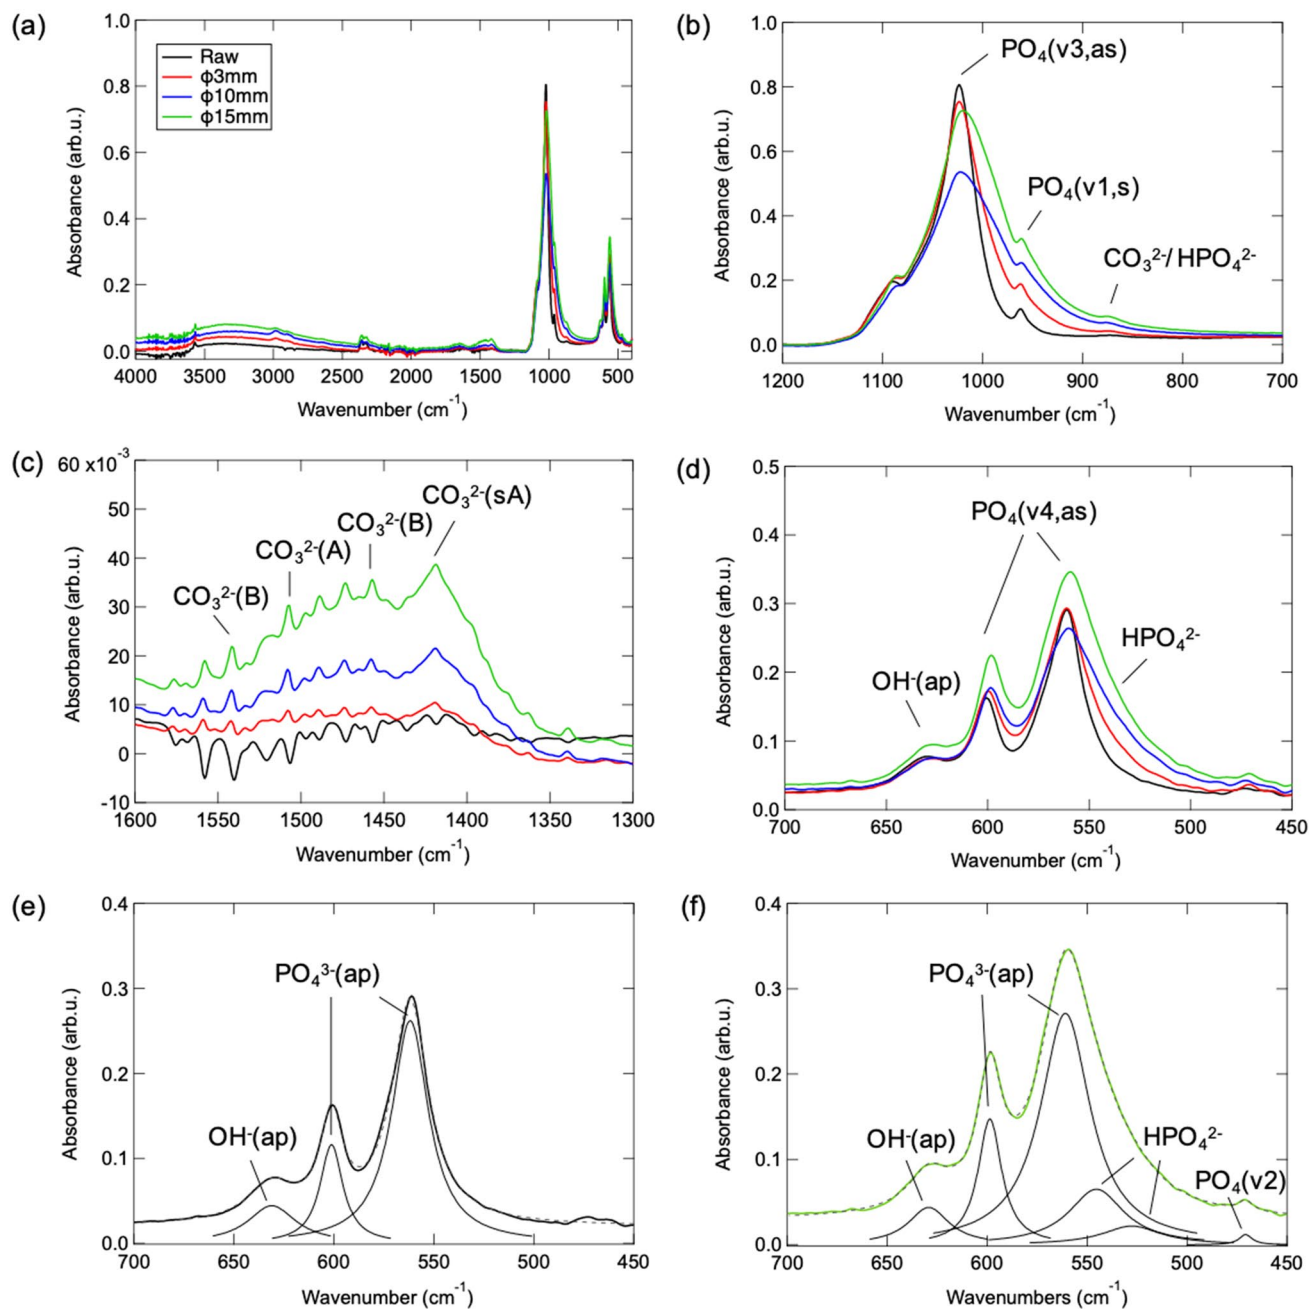 (a)
1.0
0.8
0.6
0.4
0.2
0.0
Absorbance (arb.u.)
Raw
ϕ3mm
ϕ10mm
ϕ15mm
4000 3500 3000 2500 2000 1500 1000 500
Wavenumber (cm⁻¹)
(b)
1.0
0.8
0.6
0.4
0.2
0.0
Absorbance (arb.u.)
PO₄(v3,as)
PO₄(v1,s)
CO₃²⁻/ HPO₄²⁻
1200 1100 1000 900 800 700
Wavenumber (cm⁻¹)
(c)
60 x10⁻³
50
40
30
20
10
0
-10
Absorbance (arb.u.)
CO₃²⁻(sA)
CO₃²⁻(B)
CO₃²⁻(A)
CO₃²⁻(B)
1600 1550 1500 1450 1400 1350 1300
Wavenumber (cm⁻¹)
(d)
0.5
0.4
0.3
0.2
0.1
0.0
Absorbance (arb.u.)
PO₄(v4,as)
HPO₄²⁻
OH⁻(ap)
700 650 600 550 500 450
Wavenumber (cm⁻¹)
(e)
0.4
0.3
0.2
0.1
0.0
Absorbance (arb.u.)
PO₄³⁻(ap)
OH⁻(ap)
700 650 600 550 500 450
Wavenumber (cm⁻¹)
(f)
0.4
0.3
0.2
0.1
0.0
Absorbance (arb.u.)
PO₄³⁻(ap)
OH⁻(ap)
HPO₄²⁻
PO₄(v2)
700 650 600 550 500 450
Wavenumbers (cm⁻¹)